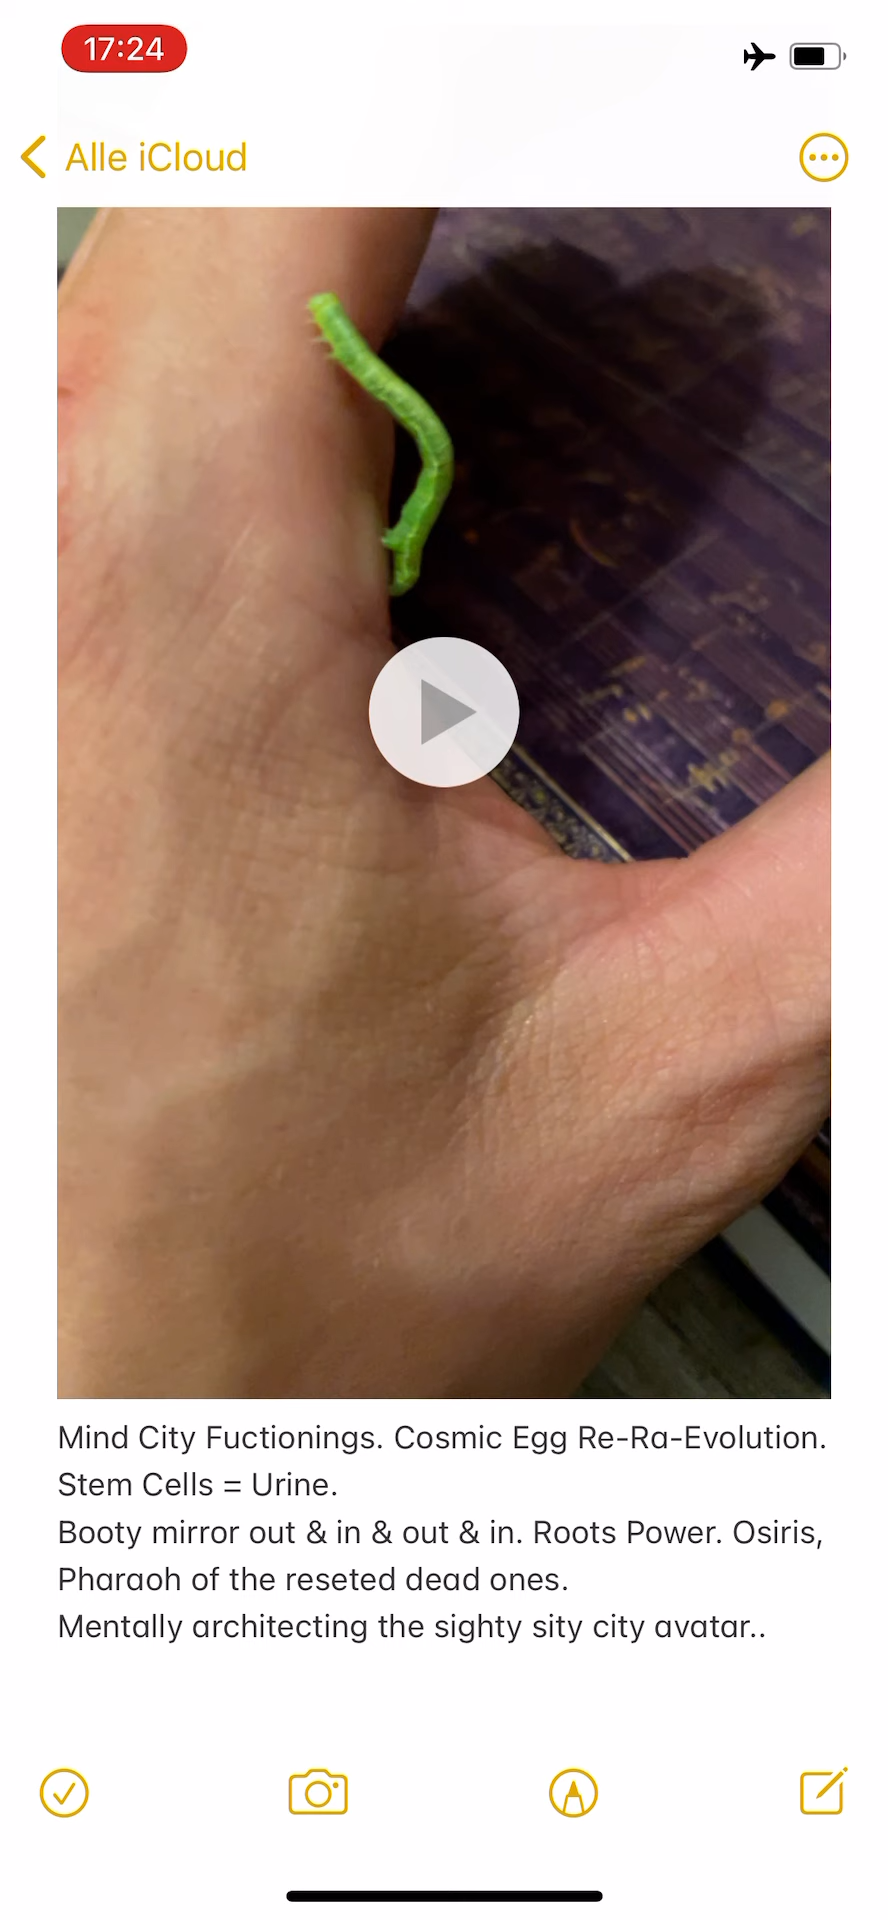 17:24
Alle iCloud
Mind City Fuctionings. Cosmic Egg Re-Ra-Evolution.
Stem Cells = Urine.
Booty mirror out & in & out & in. Roots Power. Osiris,
Pharaoh of the reseted dead ones.
Mentally architecting the sighty sity city avatar..